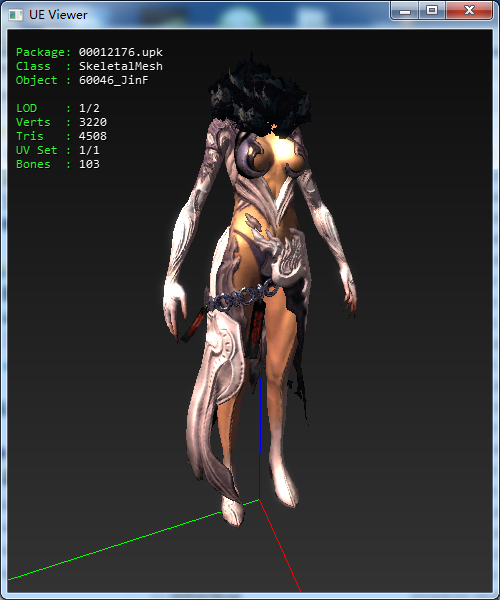 UE Viewer
Package: 00012176.upk
Class : SkeletalMesh
Object : 60046_JinF
LOD : 1/2
Verts : 3220
Tris : 4508
UV Set : 1/1
Bones : 103